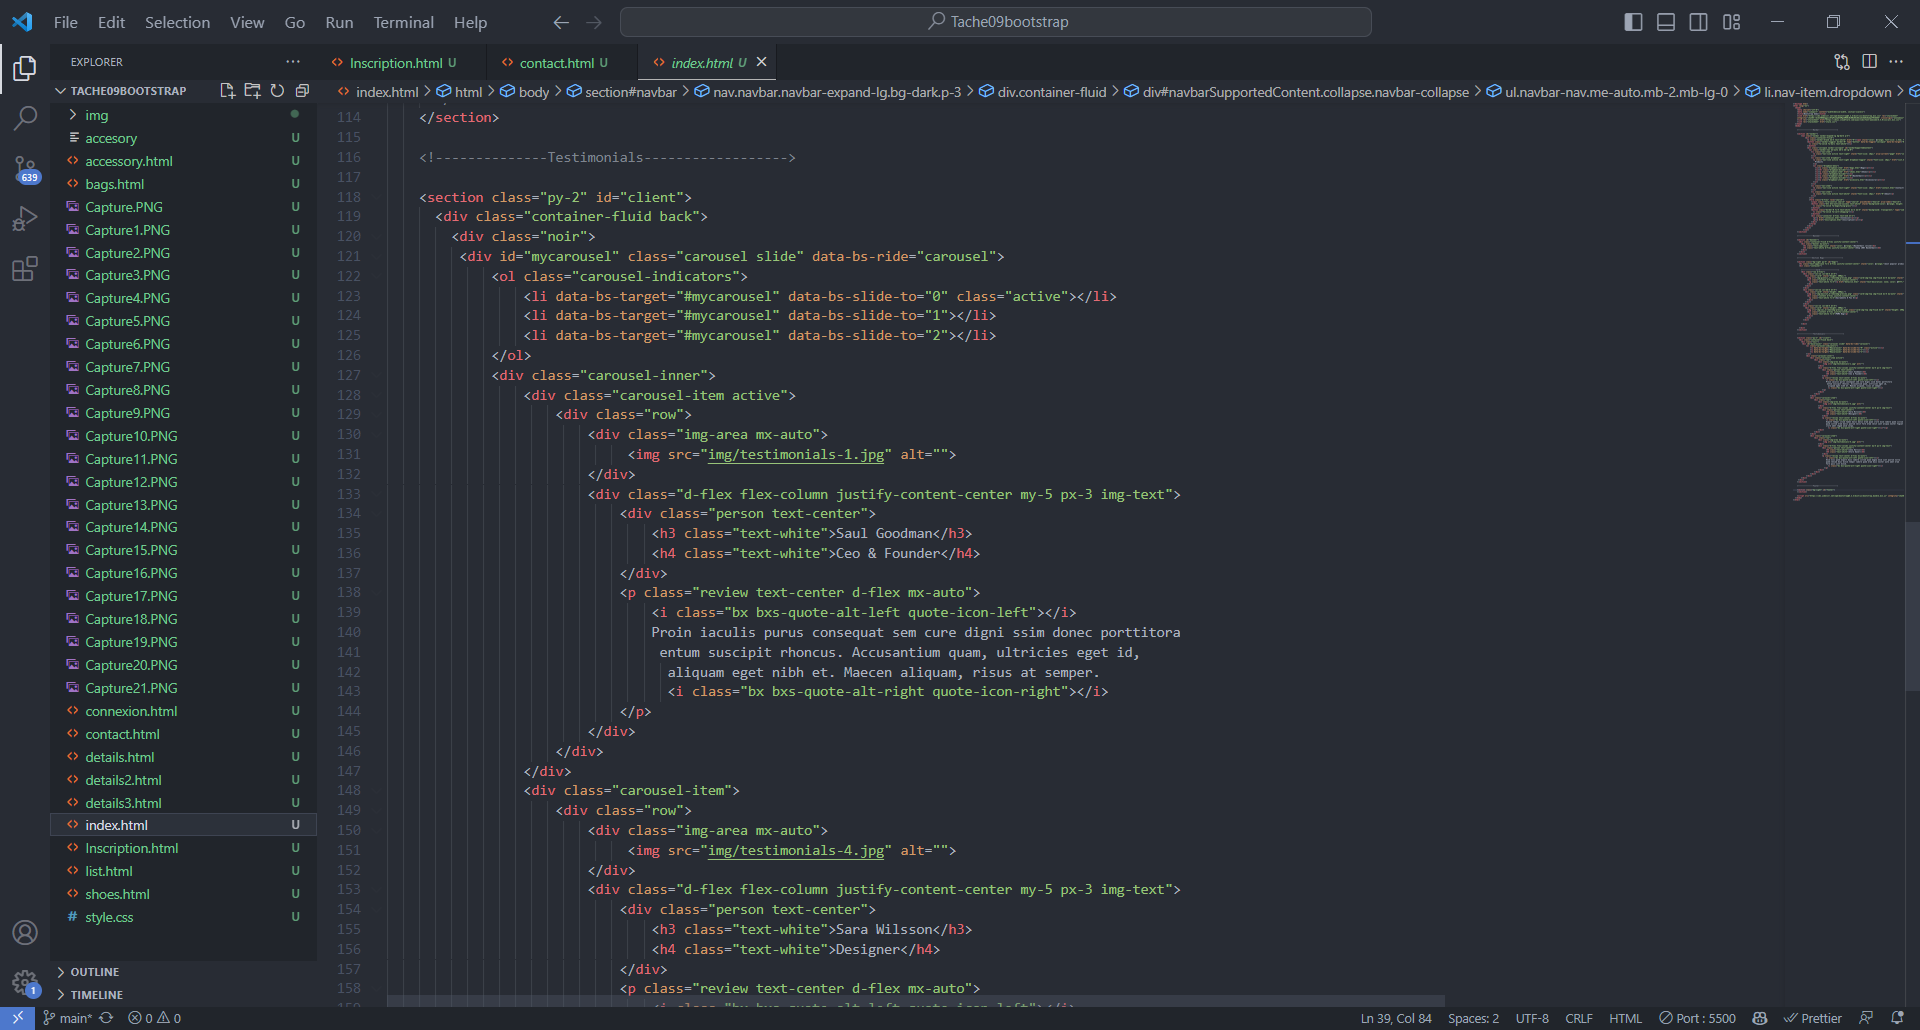 File Edit Selection View Go Run Terminal Help
Tache09bootstrap
EXPLORER
Inscription.html U
contact.html U
index.html U
TACHE09BOOTSTRAP
index.html > html > body > section#navbar > nav.navbar.navbar-expand-lg.bg-dark.p-3 > div.container-fluid > div#navbarSupportedContent.collapse.navbar-collapse > ul.navbar-nav.me-auto.mb-2.mb-lg-0 > li.nav-item.dropdown >
img
accesory U
accessory.html U
bags.html U
Capture.PNG U
Capture1.PNG U
Capture2.PNG U
Capture3.PNG U
Capture4.PNG U
Capture5.PNG U
Capture6.PNG U
Capture7.PNG U
Capture8.PNG U
Capture9.PNG U
Capture10.PNG U
Capture11.PNG U
Capture12.PNG U
Capture13.PNG U
Capture14.PNG U
Capture15.PNG U
Capture16.PNG U
Capture17.PNG U
Capture18.PNG U
Capture19.PNG U
Capture20.PNG U
Capture21.PNG U
connexion.html U
contact.html U
details.html U
details2.html U
details3.html U
index.html U
Inscription.html U
list.html U
shoes.html U
style.css U
OUTLINE
TIMELINE
639
1
114 </section>
115
116 <!--------------Testimonials------------------>
117
118 <section class="py-2" id="client">
119 <div class="container-fluid back">
120 <div class="noir">
121 <div id="mycarousel" class="carousel slide" data-bs-ride="carousel">
122 <ol class="carousel-indicators">
123 <li data-bs-target="#mycarousel" data-bs-slide-to="0" class="active"></li>
124 <li data-bs-target="#mycarousel" data-bs-slide-to="1"></li>
125 <li data-bs-target="#mycarousel" data-bs-slide-to="2"></li>
126 </ol>
127 <div class="carousel-inner">
128 <div class="carousel-item active">
129 <div class="row">
130 <div class="img-area mx-auto">
131 <img src="img/testimonials-1.jpg" alt="">
132 </div>
133 <div class="d-flex flex-column justify-content-center my-5 px-3 img-text">
134 <div class="person text-center">
135 <h3 class="text-white">Saul Goodman</h3>
136 <h4 class="text-white">Ceo & Founder</h4>
137 </div>
138 <p class="review text-center d-flex mx-auto">
139 <i class="bx bxs-quote-alt-left quote-icon-left"></i>
140 Proin iaculis purus consequat sem cure digni ssim donec porttitora
141 entum suscipit rhoncus. Accusantium quam, ultricies eget id,
142 aliquam eget nibh et. Maecen aliquam, risus at semper.
143 <i class="bx bxs-quote-alt-right quote-icon-right"></i>
144 </p>
145 </div>
146 </div>
147 </div>
148 <div class="carousel-item">
149 <div class="row">
150 <div class="img-area mx-auto">
151 <img src="img/testimonials-4.jpg" alt="">
152 </div>
153 <div class="d-flex flex-column justify-content-center my-5 px-3 img-text">
154 <div class="person text-center">
155 <h3 class="text-white">Sara Wilsson</h3>
156 <h4 class="text-white">Designer</h4>
157 </div>
158 <p class="review text-center d-flex mx-auto">
main* 0 0 Ln 39, Col 84 Spaces: 2 UTF-8 CRLF HTML Port : 5500 Prettier